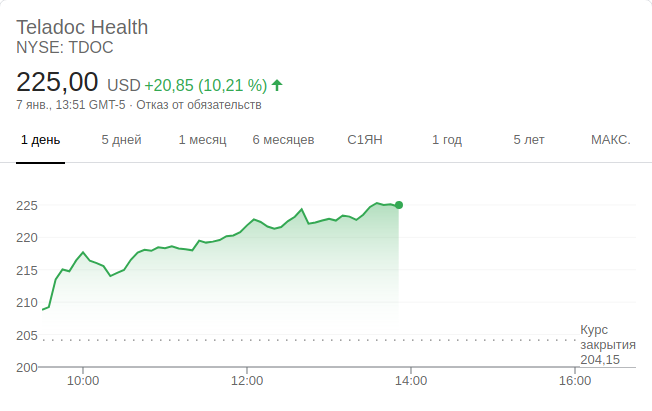 Teladoc Health
NYSE: TDOC
225,00 USD +20,85 (10,21 %)
7 янв., 13:51 GMT-5 · Отказ от обязательств
1 день 5 дней 1 месяц 6 месяцев С1ЯН 1 год 5 лет МАКС.
225
220
215
210
205
200
Курс
закрытия
204,15
10:00 12:00 14:00 16:00